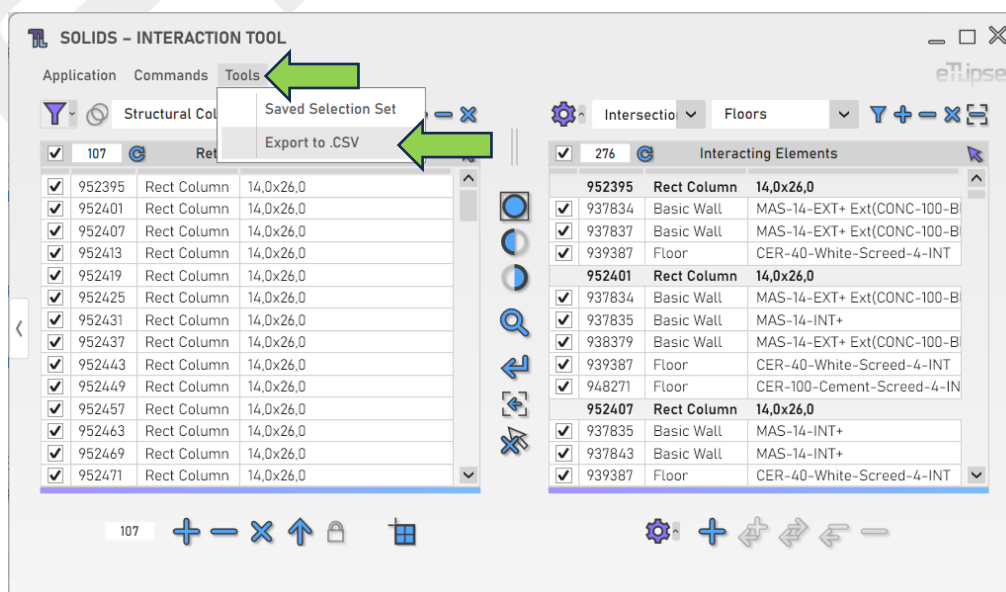 SOLIDS – INTERACTION TOOL
Application Commands Tools
eTLipse
Structural Col
Saved Selection Set
Export to .CSV
Intersectio Floors
107 Ret
276 Interacting Elements
952395 Rect Column 14,0x26,0
952401 Rect Column 14,0x26,0
952407 Rect Column 14,0x26,0
952413 Rect Column 14,0x26,0
952419 Rect Column 14,0x26,0
952425 Rect Column 14,0x26,0
952431 Rect Column 14,0x26,0
952437 Rect Column 14,0x26,0
952443 Rect Column 14,0x26,0
952449 Rect Column 14,0x26,0
952457 Rect Column 14,0x26,0
952463 Rect Column 14,0x26,0
952469 Rect Column 14,0x26,0
952471 Rect Column 14,0x26,0
952395 Rect Column 14,0x26,0
937834 Basic Wall MAS-14-EXT+ Ext(CONC-100-B
937837 Basic Wall MAS-14-EXT+ Ext(CONC-100-B
939387 Floor CER-40-White-Screed-4-INT
952401 Rect Column 14,0x26,0
937834 Basic Wall MAS-14-EXT+ Ext(CONC-100-B
937835 Basic Wall MAS-14-INT+
938379 Basic Wall MAS-14-EXT+ Ext(CONC-100-B
939387 Floor CER-40-White-Screed-4-INT
948271 Floor CER-100-Cement-Screed-4-IN
952407 Rect Column 14,0x26,0
937835 Basic Wall MAS-14-INT+
937843 Basic Wall MAS-14-INT+
939387 Floor CER-40-White-Screed-4-INT
107